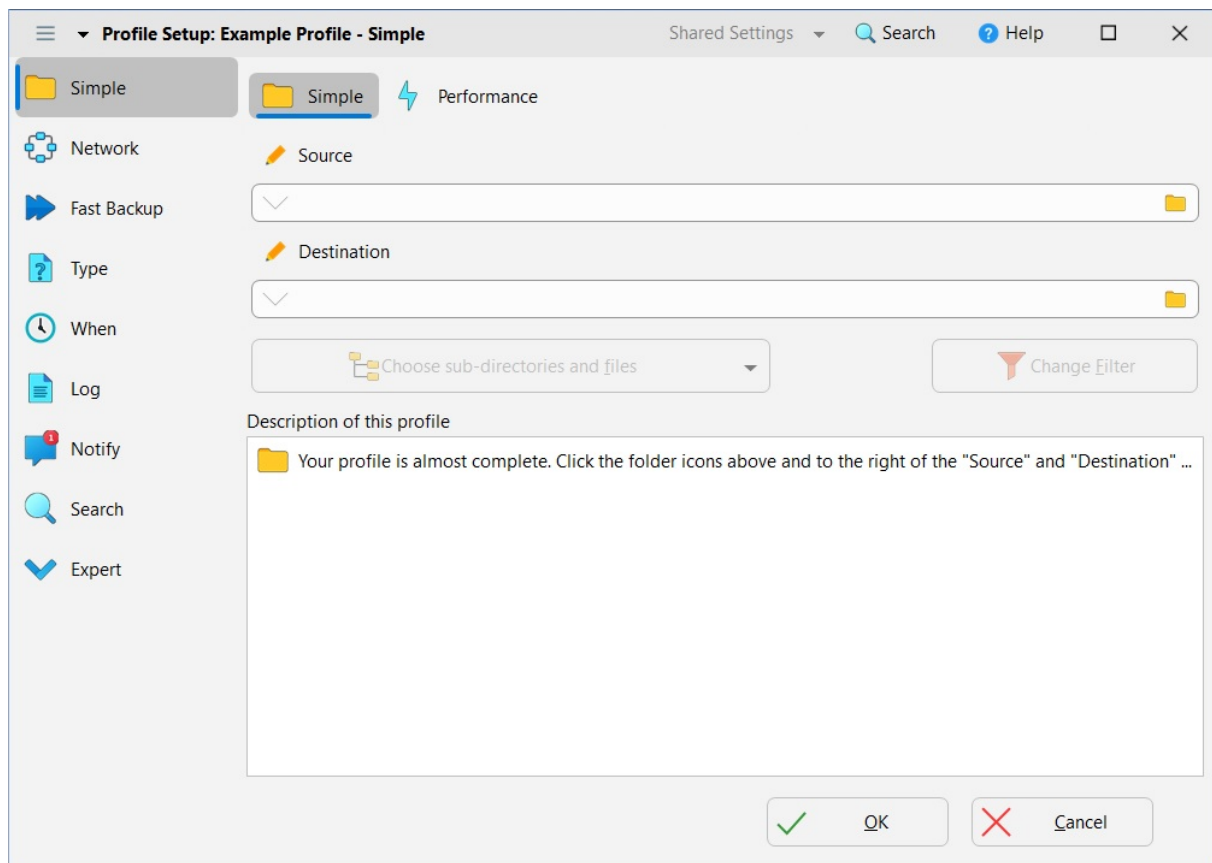 Profile Setup: Example Profile - Simple
Shared Settings
Search
Help
Simple
Network
Fast Backup
Type
When
Log
1
Notify
Search
Expert
Simple
Performance
Source
Destination
Choose sub-directories and files
Change Filter
Description of this profile
Your profile is almost complete. Click the folder icons above and to the right of the "Source" and "Destination" ...
OK
Cancel